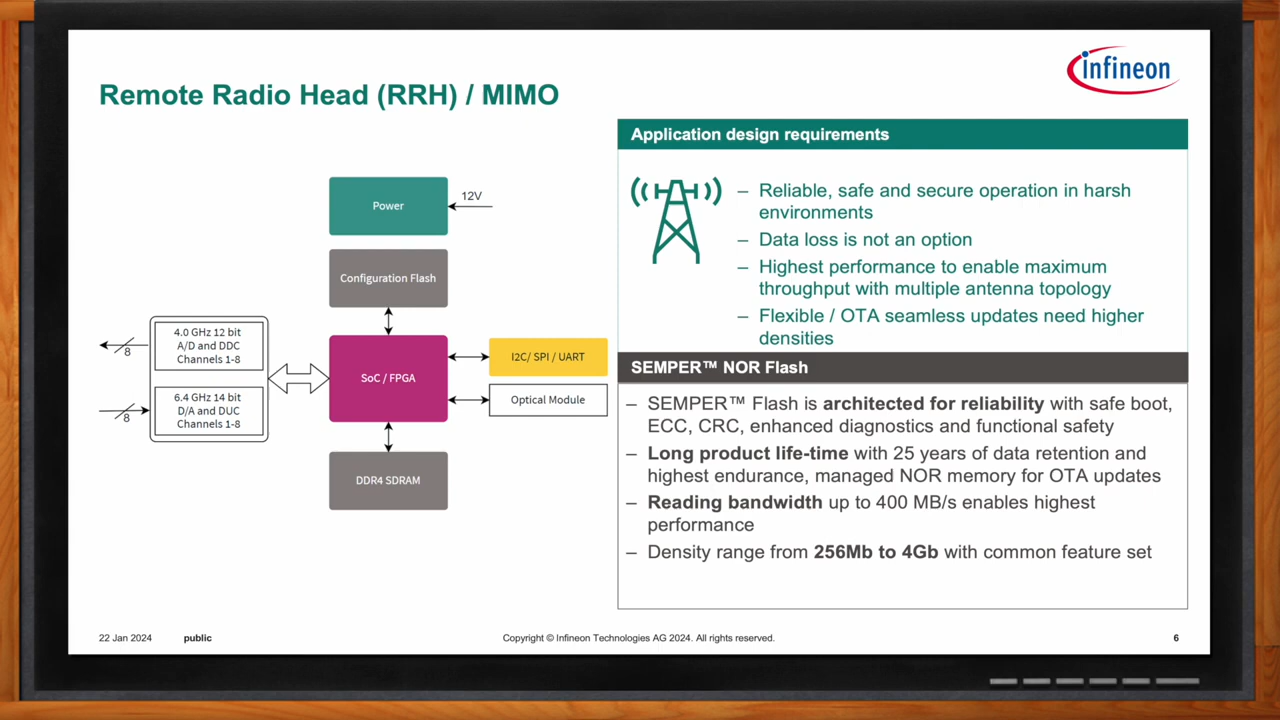 infineon
Remote Radio Head (RRH) / MIMO
Power
12V
Configuration Flash
4.0 GHz 12 bit
A/D and DDC
Channels 1-8
8
6.4 GHz 14 bit
D/A and DUC
Channels 1-8
8
SoC / FPGA
I2C/ SPI / UART
Optical Module
DDR4 SDRAM
Application design requirements
– Reliable, safe and secure operation in harsh
environments
– Data loss is not an option
– Highest performance to enable maximum
throughput with multiple antenna topology
– Flexible / OTA seamless updates need higher
densities
SEMPER™ NOR Flash
– SEMPER™ Flash is architected for reliability with safe boot,
ECC, CRC, enhanced diagnostics and functional safety
– Long product life-time with 25 years of data retention and
highest endurance, managed NOR memory for OTA updates
– Reading bandwidth up to 400 MB/s enables highest
performance
– Density range from 256Mb to 4Gb with common feature set
22 Jan 2024 public Copyright © Infineon Technologies AG 2024. All rights reserved. 6